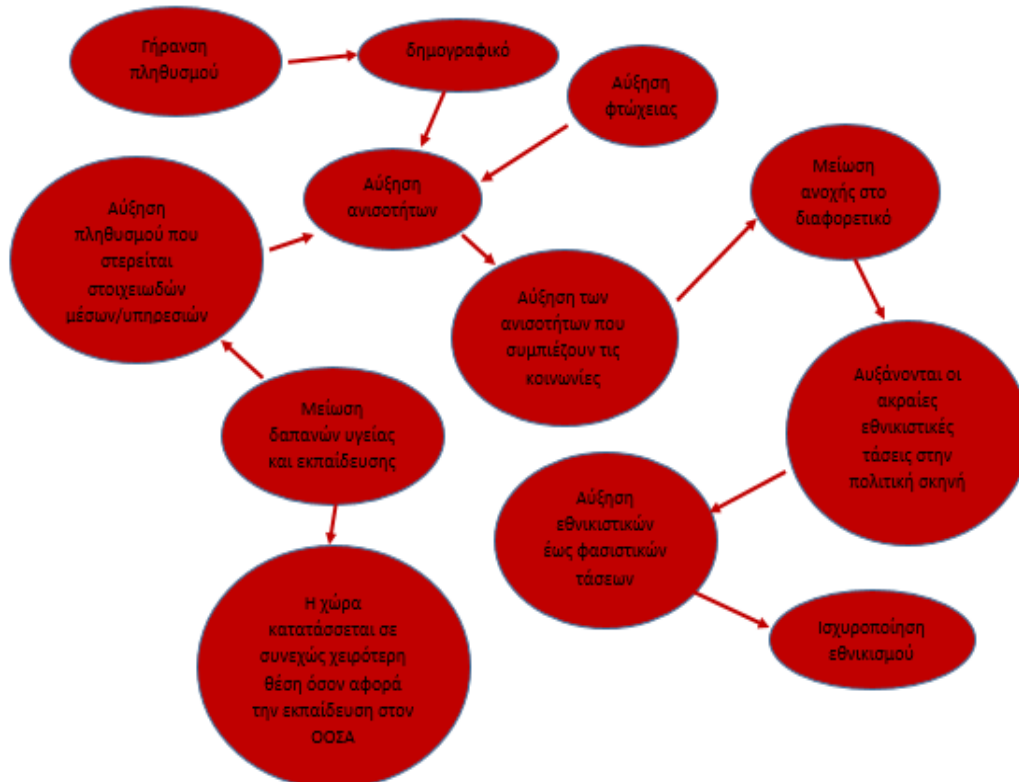 Γήρανση
πληθυσμού
δημογραφικό
Αύξηση
φτώχειας
Αύξηση
ανισοτήτων
Μείωση
ανοχής στο
διαφορετικό
Αύξηση
πληθυσμού που
στερείται
στοιχειωδών
μέσων/υπηρεσιών
Αύξηση των
ανισοτήτων που
συμπιέζουν τις
κοινωνίες
Αυξάνονται οι
ακραίες
εθνικιστικές
τάσεις στην
πολιτική σκηνή
Μείωση
δαπανών υγείας
και εκπαίδευσης
Αύξηση
εθνικιστικών
έως φασιστικών
τάσεων
Η χώρα
κατατάσσεται σε
συνεχώς χειρότερη
θέση όσον αφορά
την εκπαίδευση στον
ΟΟΣΑ
Ισχυροποίηση
εθνικισμού